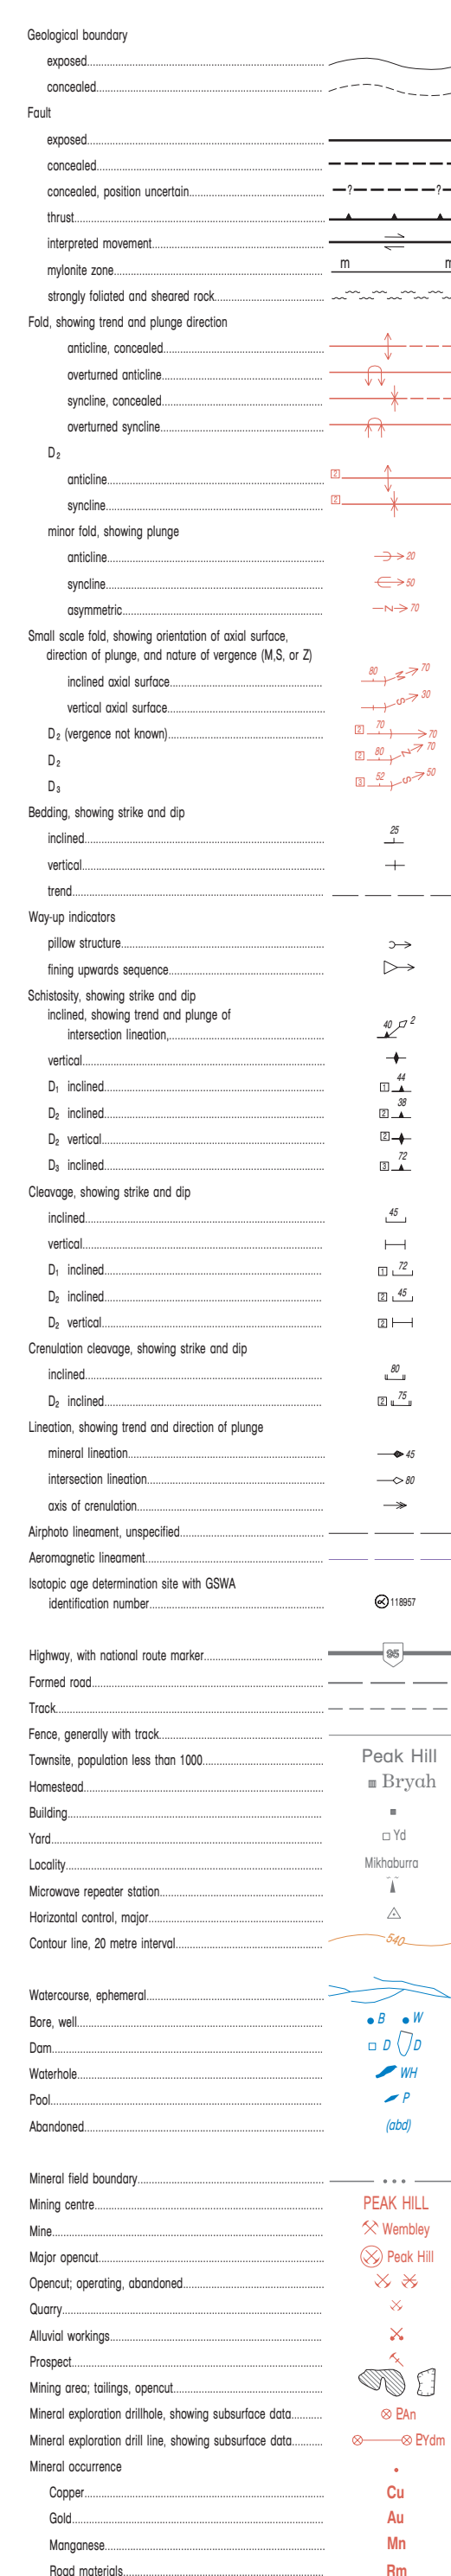 Geological boundary
exposed
concealed
Fault
exposed
concealed
concealed, position uncertain ? ?
thrust
interpreted movement
mylonite zone m m
strongly foliated and sheared rock
Fold, showing trend and plunge direction
anticline, concealed
overturned anticline
syncline, concealed
overturned syncline
D₂
anticline 2
syncline 2
minor fold, showing plunge
anticline 20
syncline 50
asymmetric Z 70
Small scale fold, showing orientation of axial surface,
direction of plunge, and nature of vergence (M,S, or Z)
inclined axial surface 80 M 70
vertical axial surface S 30
D₂ (vergence not known) 2 70 70
D₂ 2 80 Z 70
D₃ 3 52 S 50
Bedding, showing strike and dip
inclined 25
vertical
trend
Way-up indicators
pillow structure
fining upwards sequence
Schistosity, showing strike and dip
inclined, showing trend and plunge of
intersection lineation, 40 2
vertical
D₁ inclined 1 44
D₂ inclined 2 38
D₂ vertical 2
D₃ inclined 3 72
Cleavage, showing strike and dip
inclined 45
vertical
D₁ inclined 1 72
D₂ inclined 2 45
D₂ vertical 2
Crenulation cleavage, showing strike and dip
inclined 80
D₂ inclined 2 75
Lineation, showing trend and direction of plunge
mineral lineation 45
intersection lineation 80
axis of crenulation
Airphoto lineament, unspecified
Aeromagnetic lineament
Isotopic age determination site with GSWA
identification number 118957
Highway, with national route marker 95
Formed road
Track
Fence, generally with track
Townsite, population less than 1000 Peak Hill
Homestead Bryah
Building
Yard Yd
Locality Mikhaburra
Microwave repeater station
Horizontal control, major
Contour line, 20 metre interval 540
Watercourse, ephemeral
Bore, well B W
Dam D D
Waterhole WH
Pool P
Abandoned (abd)
Mineral field boundary
Mining centre PEAK HILL
Mine Wembley
Major opencut Peak Hill
Opencut; operating, abandoned
Quarry
Alluvial workings
Prospect
Mining area; tailings, opencut
Mineral exploration drillhole, showing subsurface data ⊗ PAn
Mineral exploration drill line, showing subsurface data PYdm
Mineral occurrence
Copper Cu
Gold Au
Manganese Mn
Road materials Rm